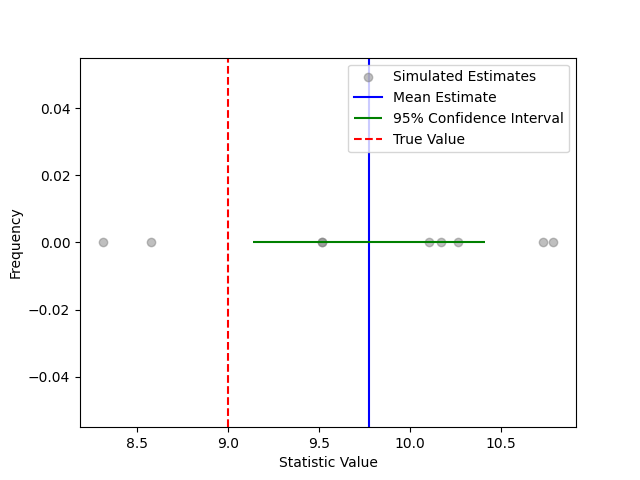 Simulated Estimates
Mean Estimate
95% Confidence Interval
True Value
Frequency
0.04
0.02
0.00
−0.02
−0.04
8.5 9.0 9.5 10.0 10.5
Statistic Value